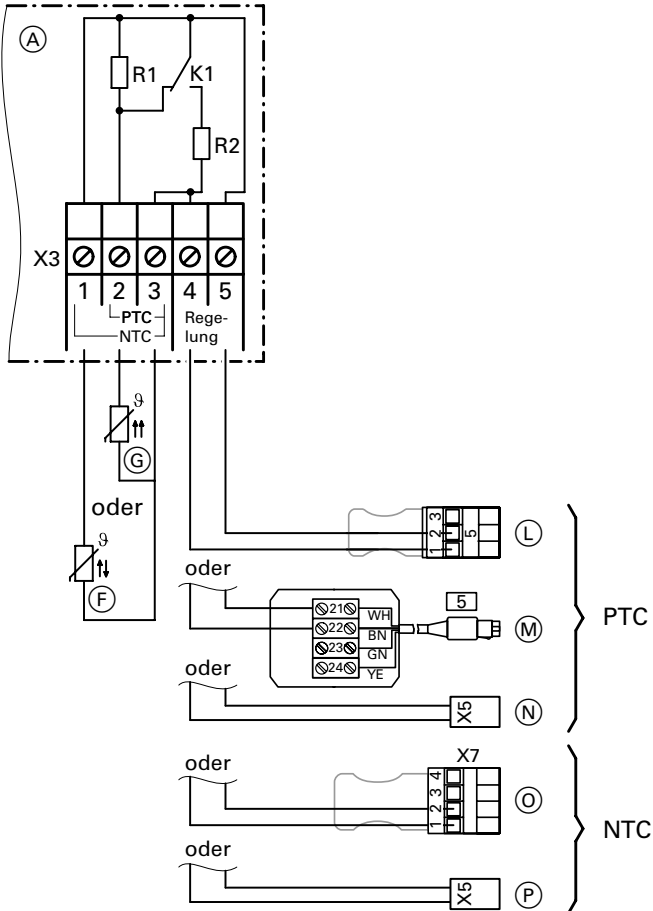 A
R1
K1
R2
X3
1 2 3 4 5
PTC
NTC
Rege-
lung
ϑ
G
oder
ϑ
F
1 2 3
5
L
oder
21
22
23
24
WH
BN
GN
YE
5
M
PTC
oder
X5
N
X7
oder
1 2 3 4
O
NTC
oder
X5
P